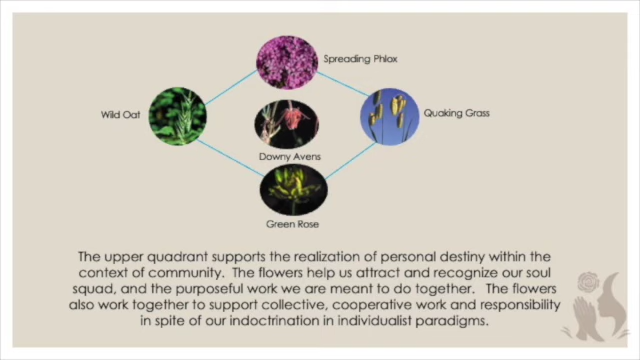 Spreading Phlox
Wild Oat
Quaking Grass
Downy Avens
Green Rose
The upper quadrant supports the realization of personal destiny within the
context of community. The flowers help us attract and recognize our soul
squad, and the purposeful work we are meant to do together. The flowers
also work together to support collective, cooperative work and responsibility
in spite of our indoctrination in individualist paradigms.